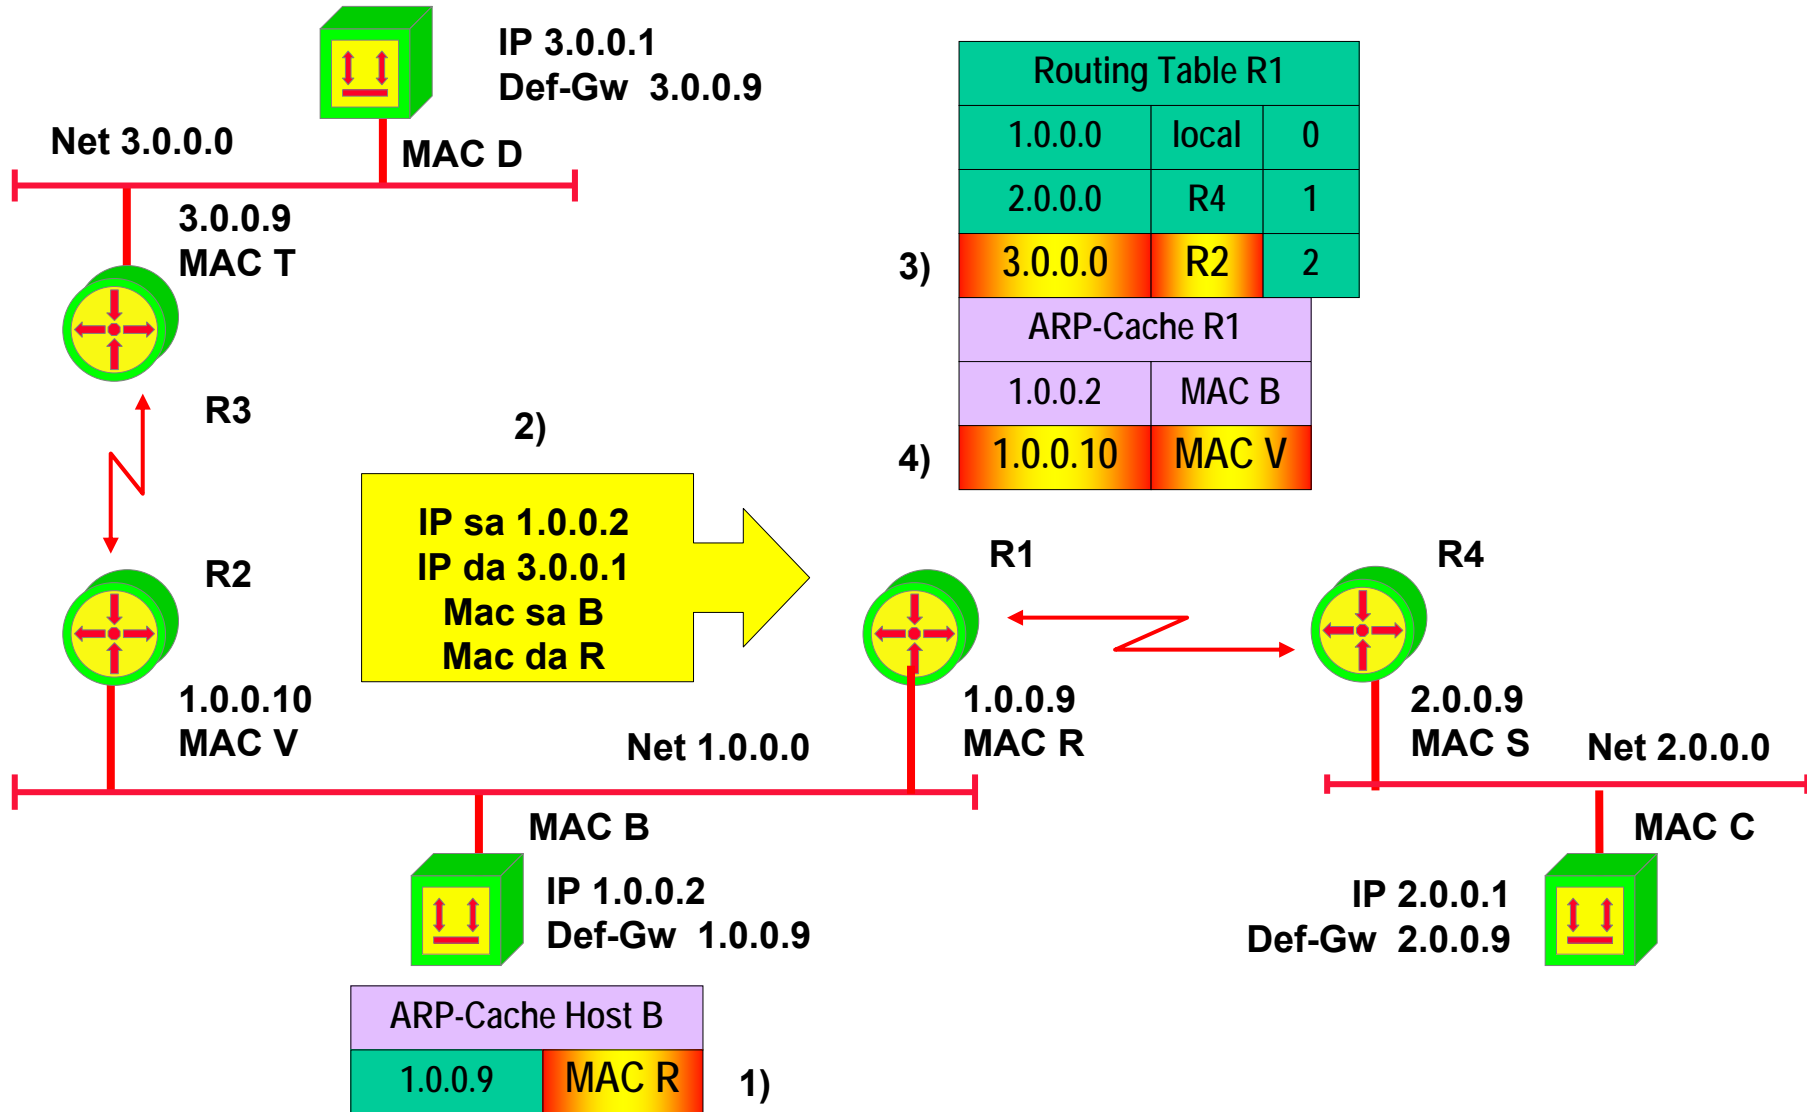 IP 3.0.0.1
Def-Gw 3.0.0.9
Net 3.0.0.0
MAC D
3.0.0.9
MAC T
R3
R2
1.0.0.10
MAC V
2)
IP sa 1.0.0.2
IP da 3.0.0.1
Mac sa B
Mac da R
Routing Table R1
1.0.0.0 local 0
2.0.0.0 R4 1
3) 3.0.0.0 R2 2
ARP-Cache R1
1.0.0.2 MAC B
4) 1.0.0.10 MAC V
R1
R4
1.0.0.9
MAC R
2.0.0.9
MAC S
Net 1.0.0.0
Net 2.0.0.0
MAC B
MAC C
IP 1.0.0.2
Def-Gw 1.0.0.9
IP 2.0.0.1
Def-Gw 2.0.0.9
ARP-Cache Host B
1.0.0.9 MAC R 1)